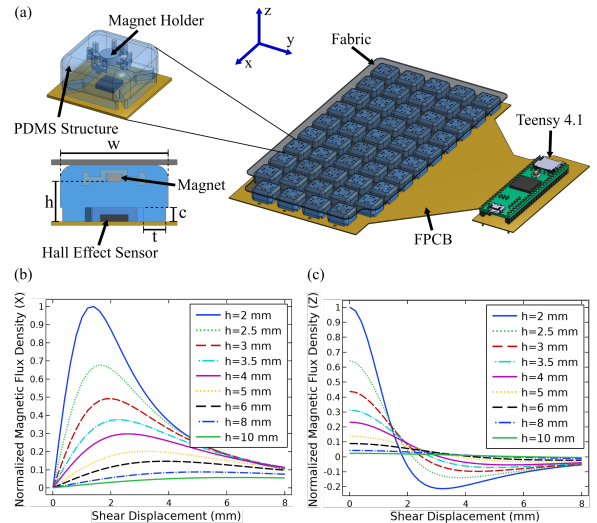 (a)
Magnet Holder
z
y
x
Fabric
PDMS Structure
Teensy 4.1
w
Magnet
h
c
t
Hall Effect Sensor
FPCB
(b)
Normalized Magnetic Flux Density (X)
1
0.9
0.8
0.7
0.6
0.5
0.4
0.3
0.2
0.1
0
0 2 4 6 8
Shear Displacement (mm)
h=2 mm
h=2.5 mm
h=3 mm
h=3.5 mm
h=4 mm
h=5 mm
h=6 mm
h=8 mm
h=10 mm
(c)
Normalized Magnetic Flux Density (Z)
1
0.9
0.8
0.7
0.6
0.5
0.4
0.3
0.2
0.1
0
-0.1
-0.2
0 2 4 6 8
Shear Displacement (mm)
h=2 mm
h=2.5 mm
h=3 mm
h=3.5 mm
h=4 mm
h=5 mm
h=6 mm
h=8 mm
h=10 mm